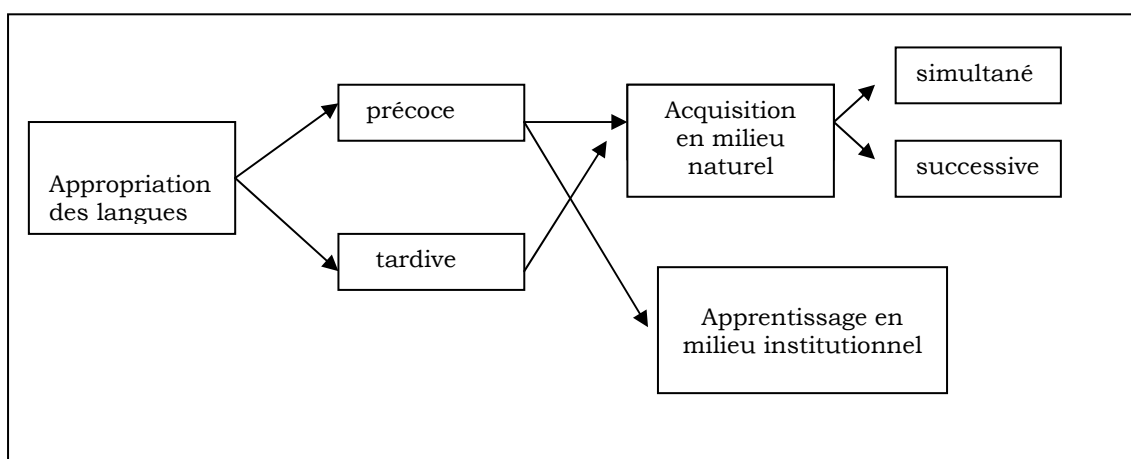 Appropriation
des langues
précoce
tardive
Acquisition
en milieu
naturel
simultané
successive
Apprentissage en
milieu institutionnel